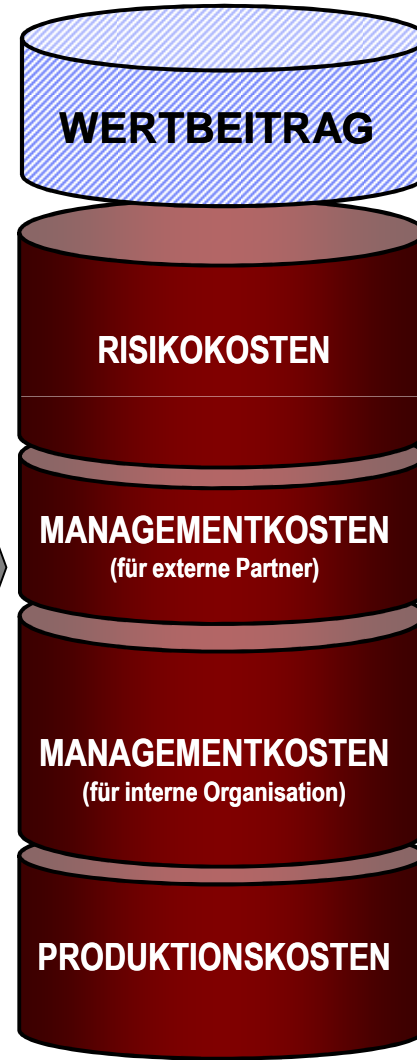 WERTBEITRAG
RISIKOKOSTEN
MANAGEMENTKOSTEN
(für externe Partner)
MANAGEMENTKOSTEN
(für interne Organisation)
PRODUKTIONSKOSTEN